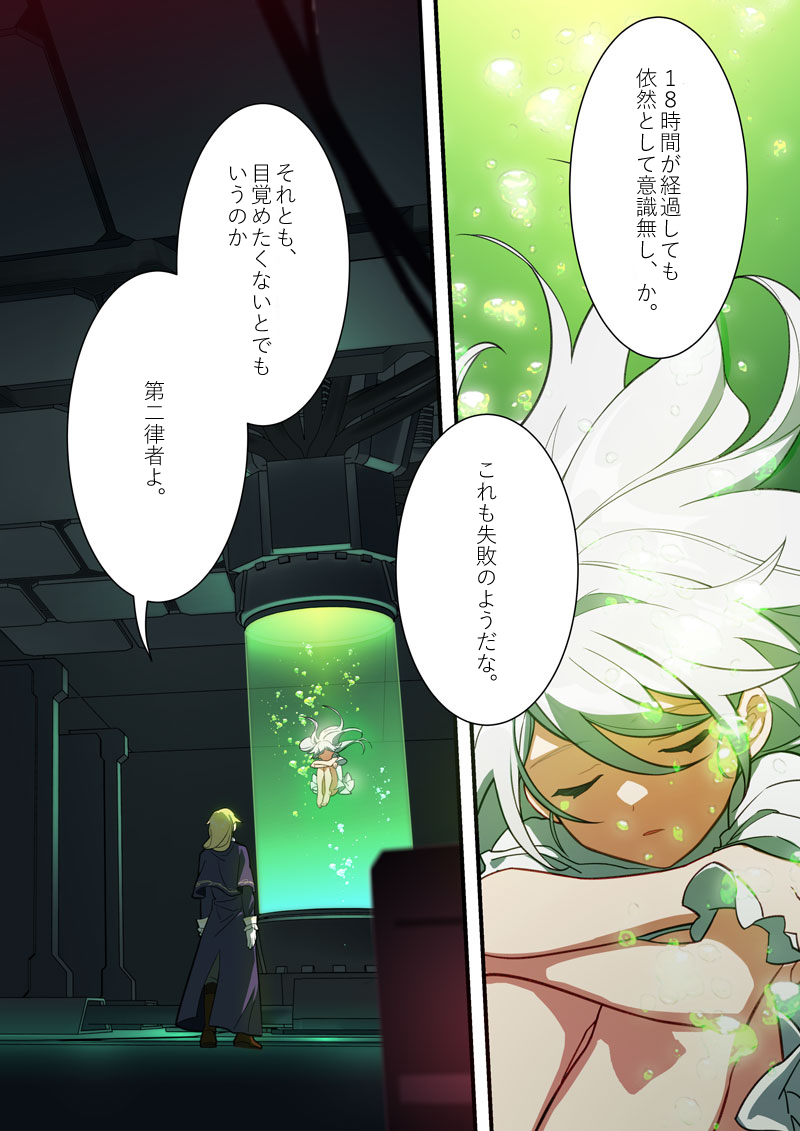 18時間が経過しても
依然として意識無し、か。
これも失敗のようだな。
それとも、
目覚めたくないとでも
いうのか
第二律者よ。